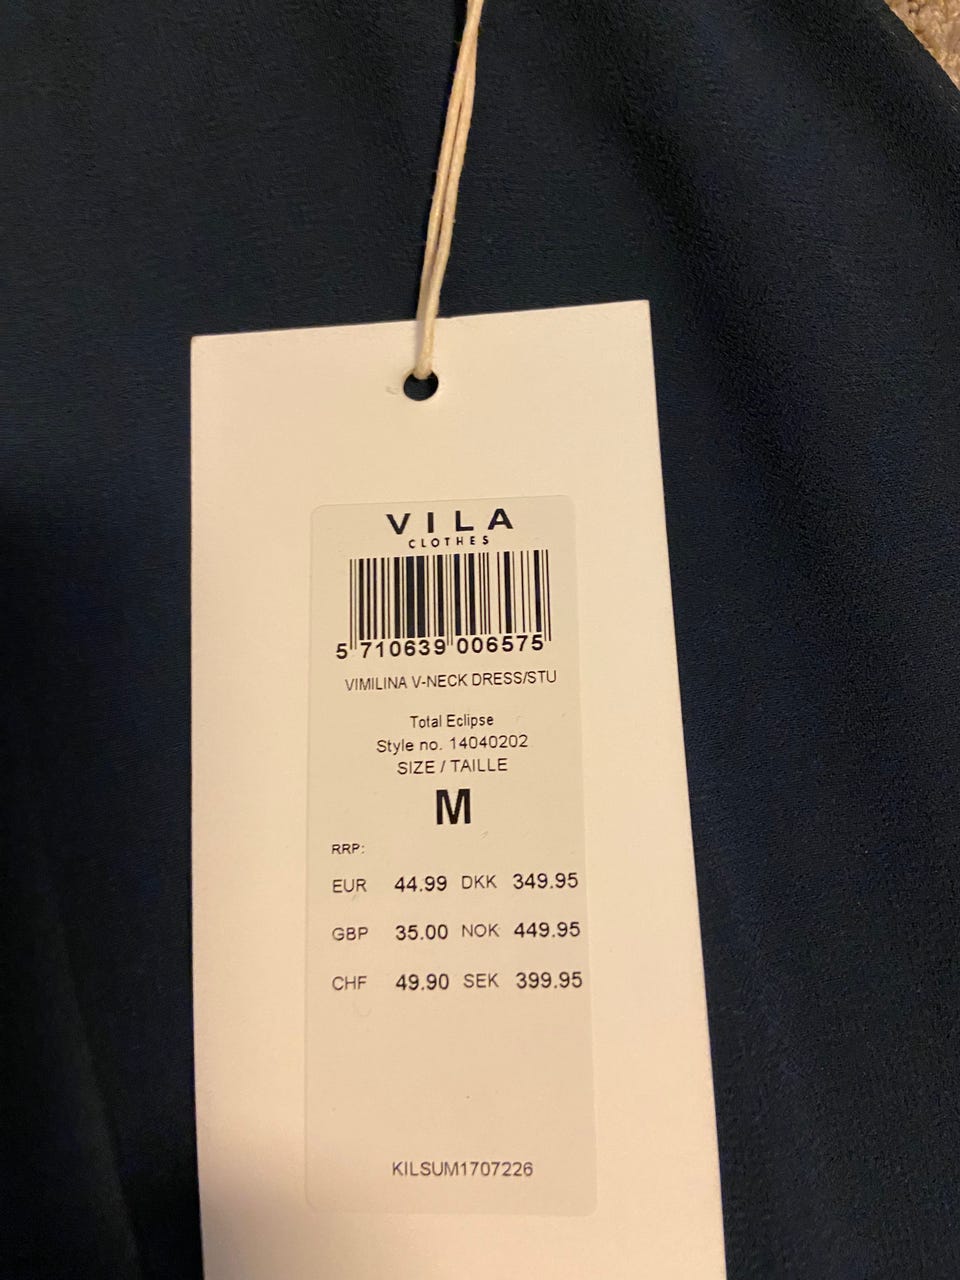 VILA
CLOTHES
5 710639 006575
VIMILINA V-NECK DRESS/STU
Total Eclipse
Style no. 14040202
SIZE / TAILLE
M
RRP:
EUR 44.99 DKK 349.95
GBP 35.00 NOK 449.95
CHF 49.90 SEK 399.95
KILSUM1707226